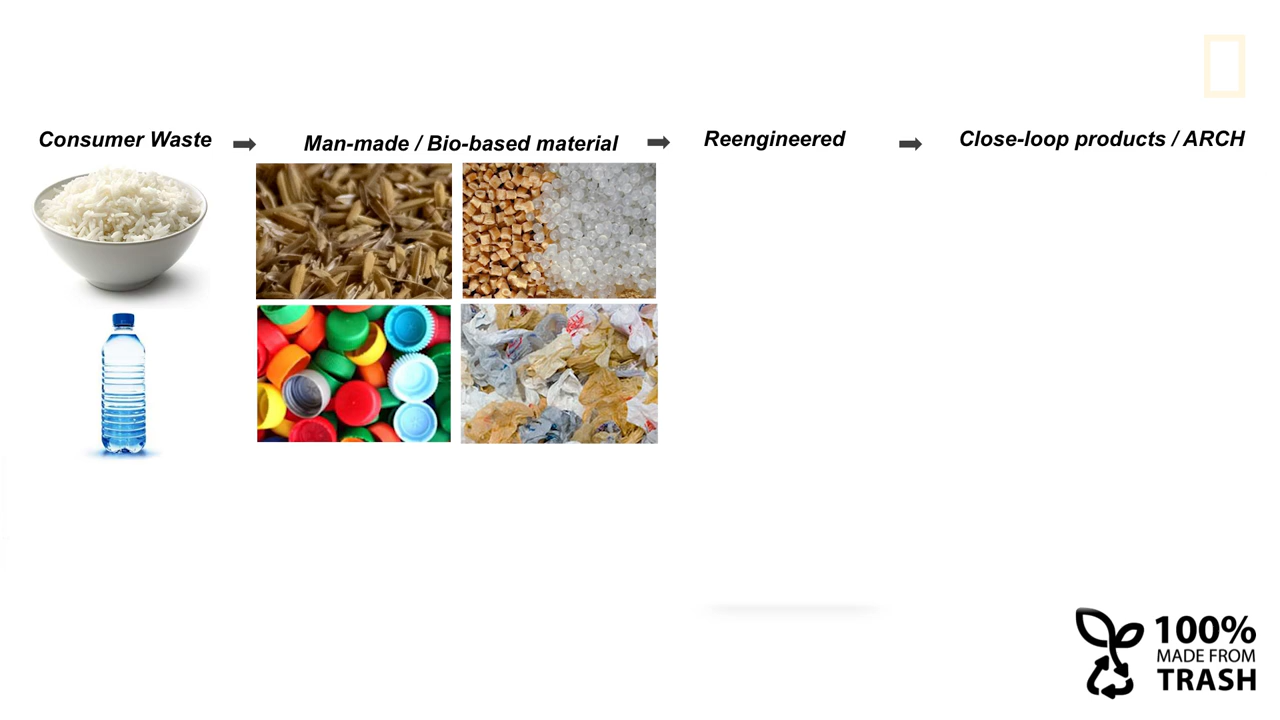 Consumer Waste
Man-made / Bio-based material
Reengineered
Close-loop products / ARCH
100%
MADE FROM
TRASH